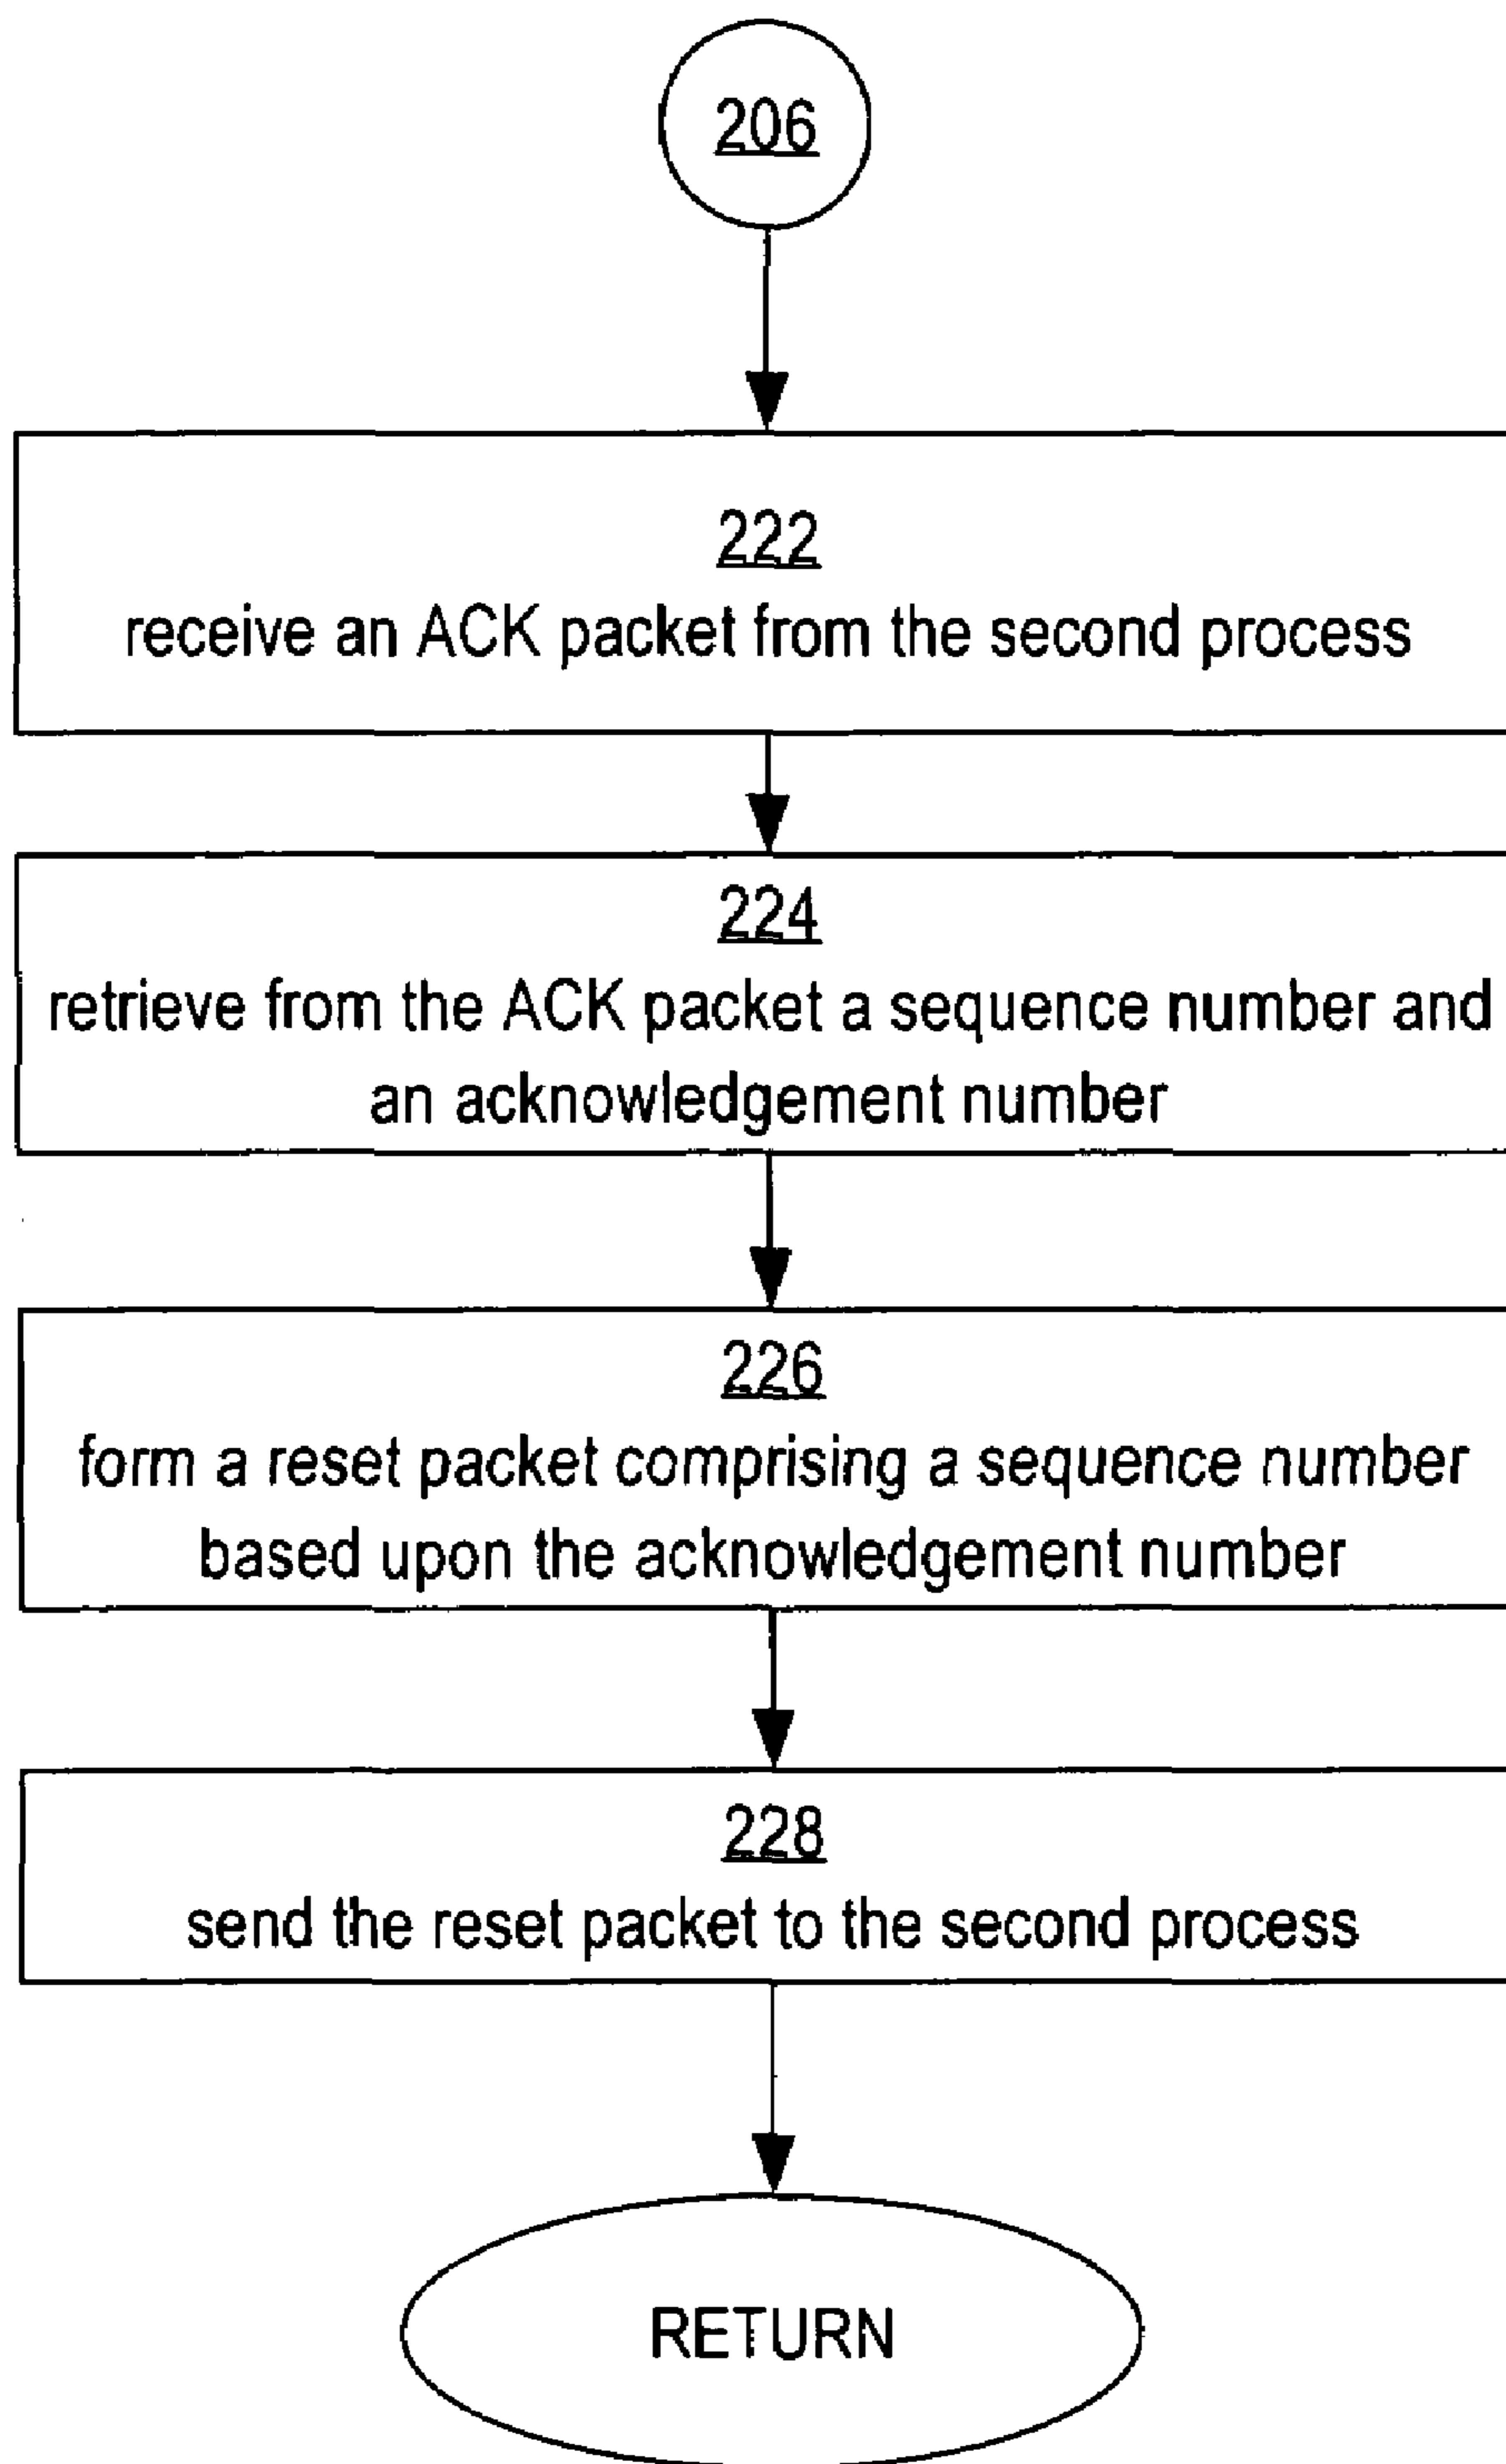 206
222
receive an ACK packet from the second process
224
retrieve from the ACK packet a sequence number and
an acknowledgement number
226
form a reset packet comprising a sequence number
based upon the acknowledgement number
228
send the reset packet to the second process
RETURN